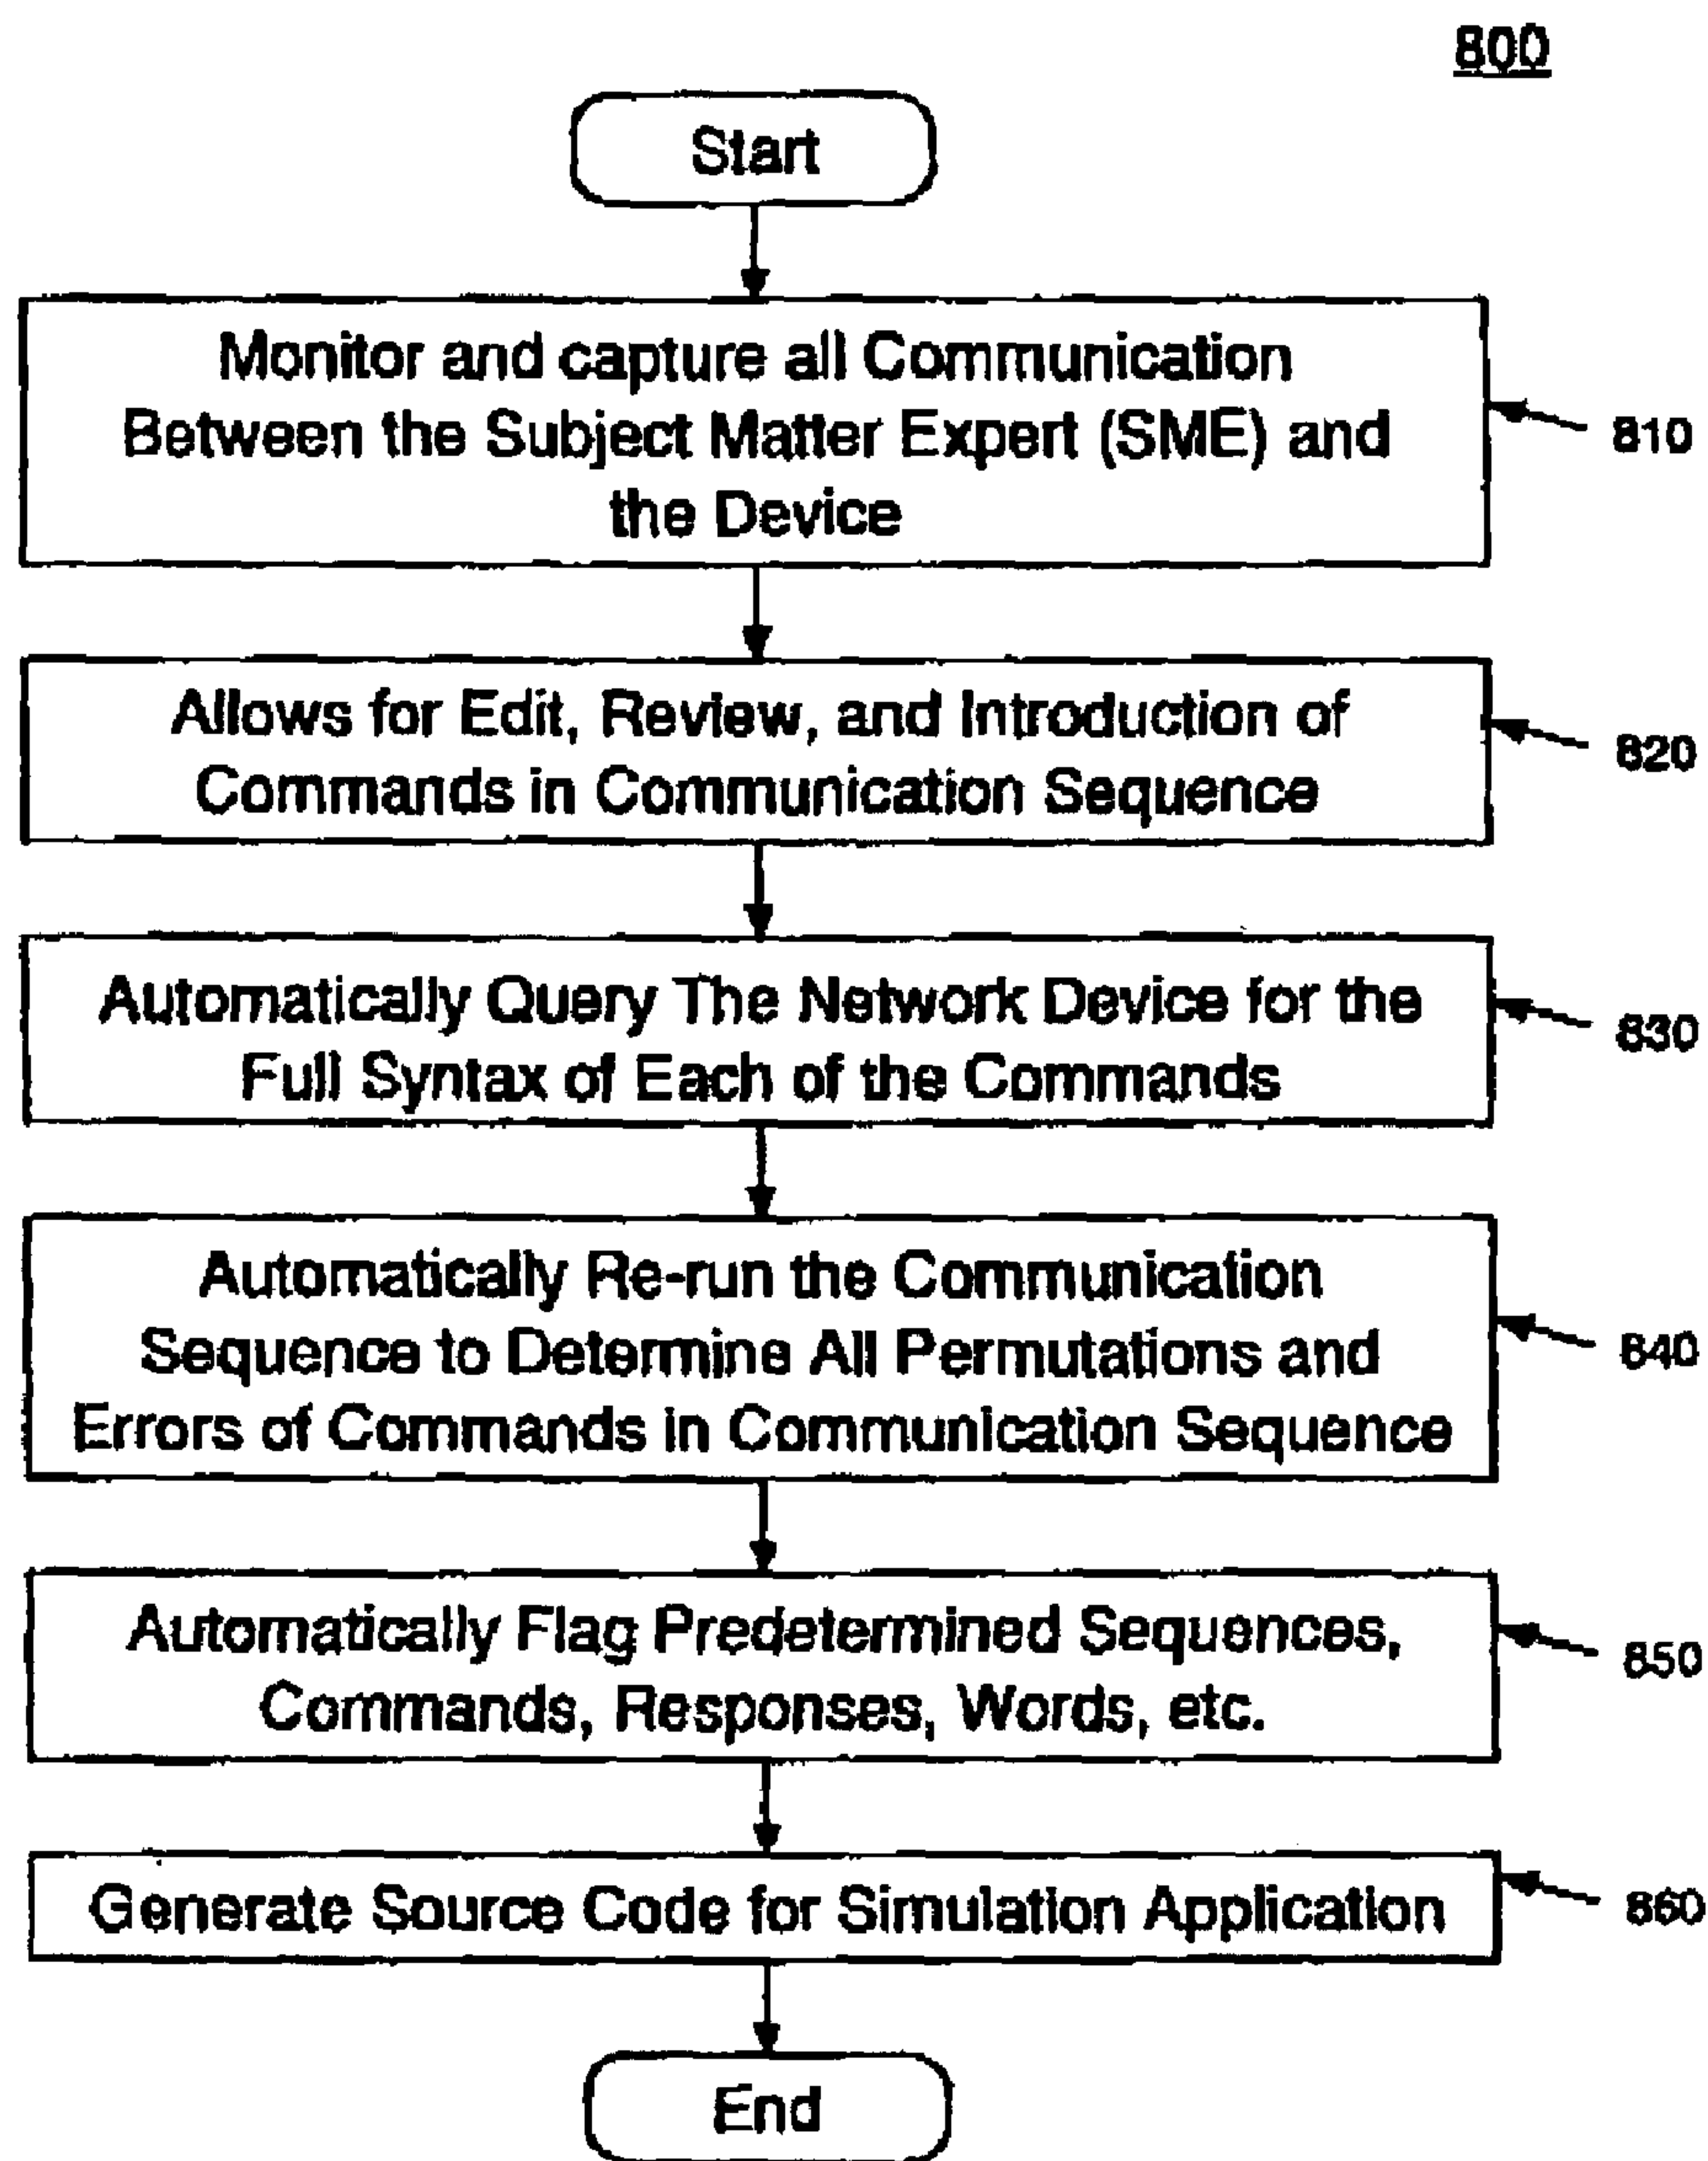 800
Start
Monitor and capture all Communication
Between the Subject Matter Expert (SME) and
the Device
810
Allows for Edit, Review, and Introduction of
Commands in Communication Sequence
820
Automatically Query The Network Device for the
Full Syntax of Each of the Commands
830
Automatically Re-run the Communication
Sequence to Determine All Permutations and
Errors of Commands in Communication Sequence
840
Automatically Flag Predetermined Sequences,
Commands, Responses, Words, etc.
850
Generate Source Code for Simulation Application
860
End